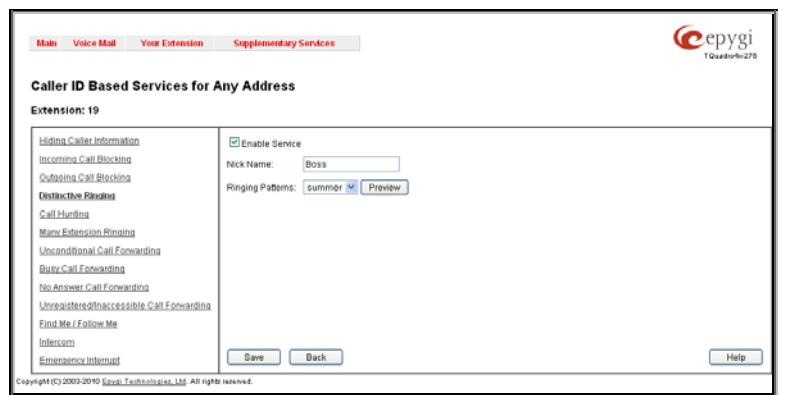 Main Voice Mail Your Extension Supplementary Services
epygi
Caller ID Based Services for Any Address
Extension: 19
Hiding Caller Information
Incoming Call Blocking
Outgoing Call Blocking
Distinctive Ringing
Call Hunting
Many Extension Ringing
Unconditional Call Forwarding
Busy Call Forwarding
No Answer Call Forwarding
Unregistered/Inaccessible Call Forwarding
Find Me / Follow Me
Intercom
Emergency Interrupt
Enable Service
Nick Name: Boss
Ringing Patterns: summer Preview
Save Back Help
Copyright (C) 2003-2010 Epygi Technologies, Ltd. All rights reserved.